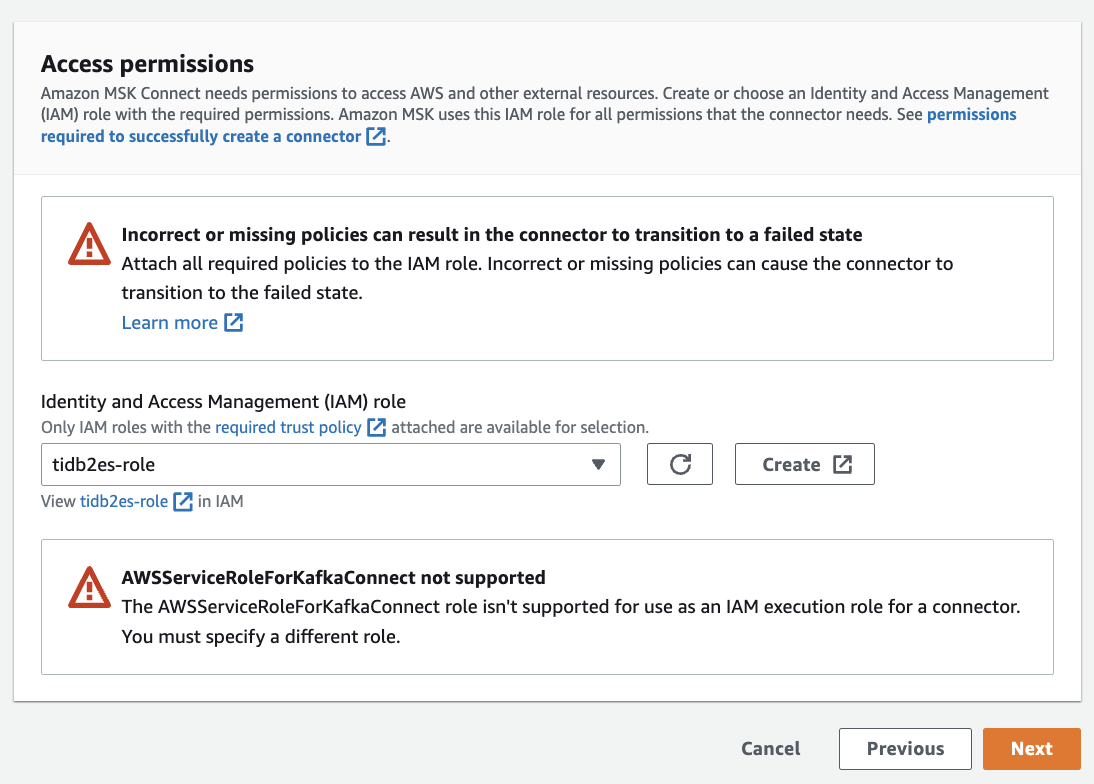 Access permissions
Amazon MSK Connect needs permissions to access AWS and other external resources. Create or choose an Identity and Access Management
(IAM) role with the required permissions. Amazon MSK uses this IAM role for all permissions that the connector needs. See permissions
required to successfully create a connector.
Incorrect or missing policies can result in the connector to transition to a failed state
Attach all required policies to the IAM role. Incorrect or missing policies can cause the connector to
transition to the failed state.
Learn more
Identity and Access Management (IAM) role
Only IAM roles with the required trust policy attached are available for selection.
tidb2es-role
Create
View tidb2es-role in IAM
AWSServiceRoleForKafkaConnect not supported
The AWSServiceRoleForKafkaConnect role isn't supported for use as an IAM execution role for a connector.
You must specify a different role.
Cancel
Previous
Next